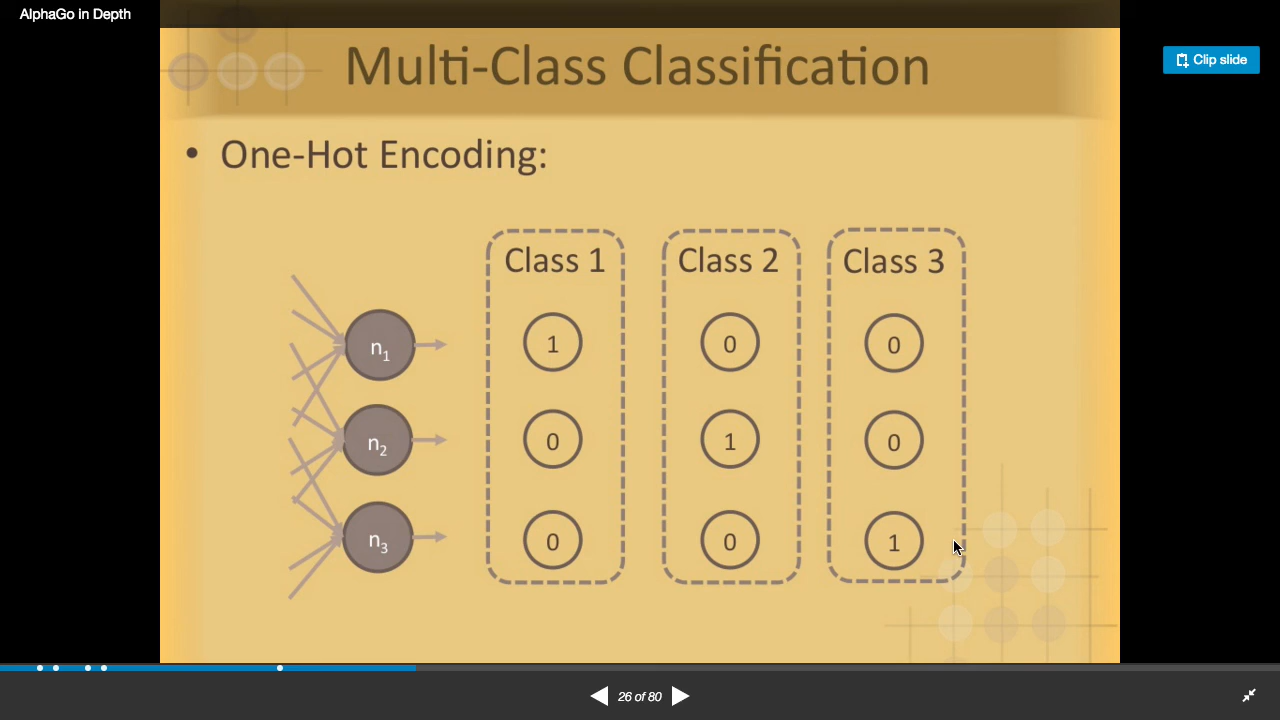 AlphaGo in Depth
Clip slide
Multi-Class Classification
• One-Hot Encoding:
Class 1 Class 2 Class 3
n1 1 0 0
n2 0 1 0
n3 0 0 1
26 of 80